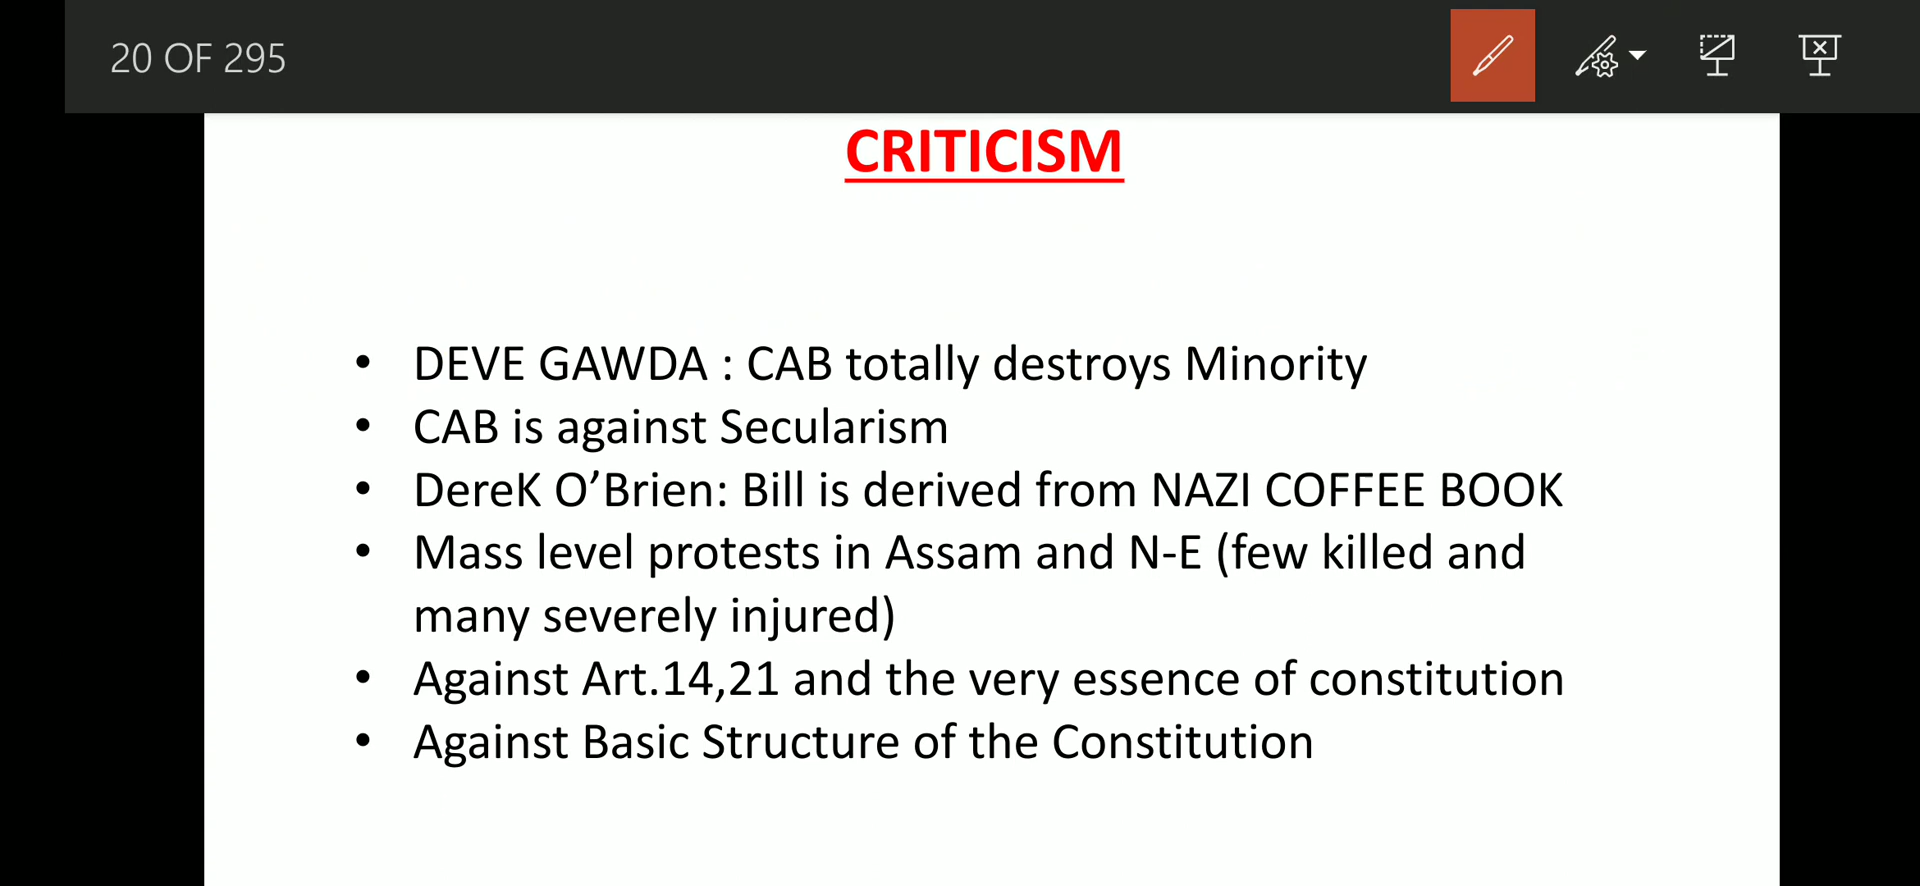 20 OF 295
CRITICISM
• DEVE GAWDA : CAB totally destroys Minority
• CAB is against Secularism
• DereK O’Brien: Bill is derived from NAZI COFFEE BOOK
• Mass level protests in Assam and N-E (few killed and
many severely injured)
• Against Art.14,21 and the very essence of constitution
• Against Basic Structure of the Constitution